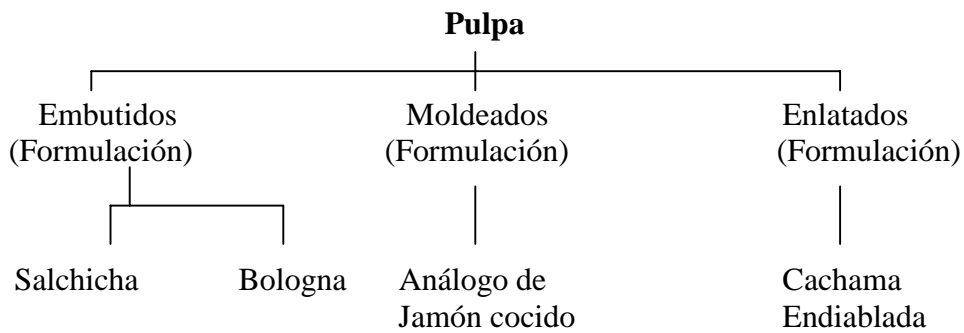 Pulpa
Embutidos
(Formulación)
Moldeados
(Formulación)
Enlatados
(Formulación)
Salchicha
Bologna
Análogo de
Jamón cocido
Cachama
Endiablada